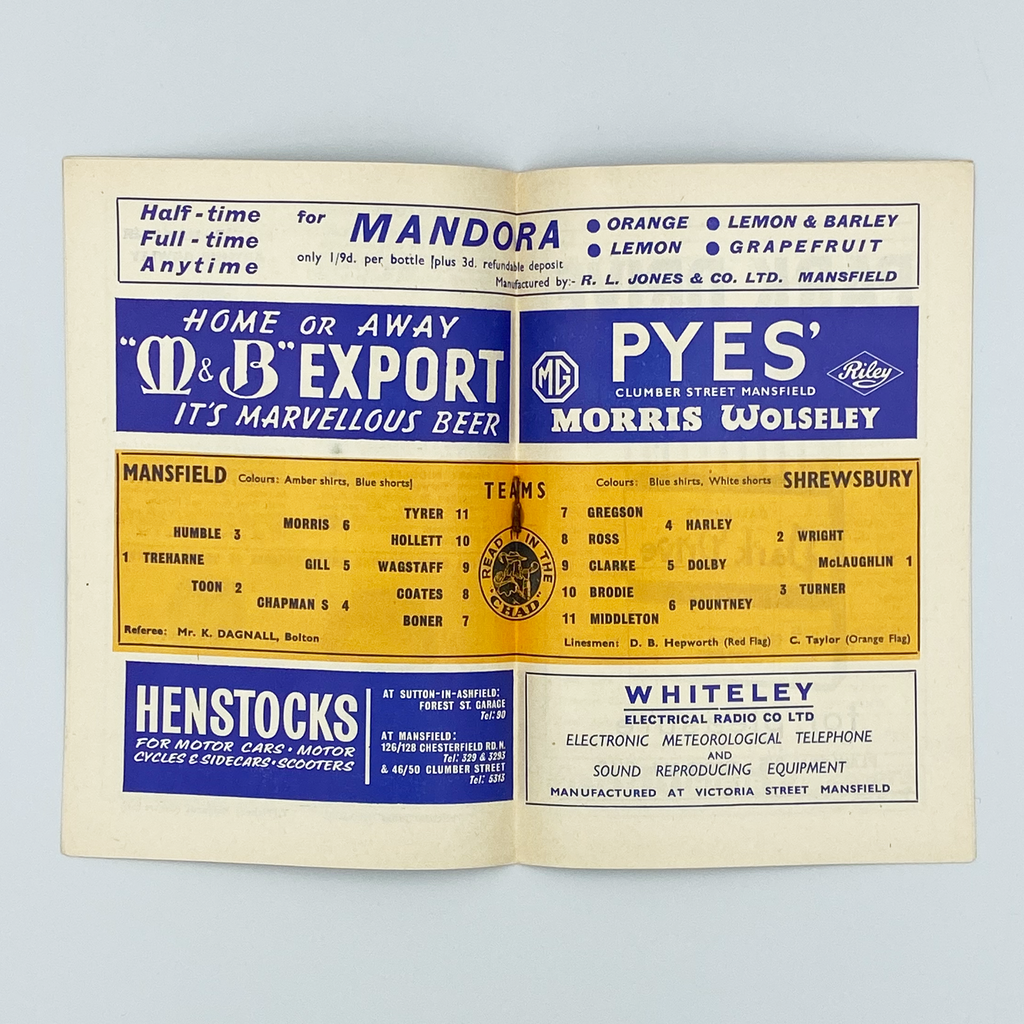 Half-time for MANDORA ● ORANGE ● LEMON & BARLEY
Full-time ● LEMON ● GRAPEFRUIT
Anytime only 1/9d. per bottle [plus 3d. refundable deposit
Manufactured by:- R. L. JONES & CO. LTD. MANSFIELD
HOME OR AWAY
"M & B" EXPORT
IT'S MARVELLOUS BEER
PYES'
MG
Riley
CLUMBER STREET MANSFIELD
MORRIS WOLSELEY
MANSFIELD Colours: Amber shirts, Blue shorts]
TEAMS
Colours: Blue shirts, White shorts SHREWSBURY
TYRER 11
MORRIS 6
HUMBLE 3
HOLLETT 10
1 TREHARNE
GILL 5
WAGSTAFF 9
TOON 2
COATES 8
CHAPMAN S 4
BONER 7
Referee: Mr. K. DAGNALL, Bolton
READ IT IN THE
"CHAD"
7 GREGSON
4 HARLEY
8 ROSS
2 WRIGHT
9 CLARKE
5 DOLBY
McLAUGHLIN 1
10 BRODIE
3 TURNER
6 POUNTNEY
11 MIDDLETON
Linesmen: D. B. Hepworth (Red Flag) C. Taylor (Orange Flag)
HENSTOCKS
FOR MOTOR CARS · MOTOR
CYCLES & SIDECARS · SCOOTERS
AT SUTTON-IN-ASHFIELD:
FOREST ST. GARAGE
Tel: 90
AT MANSFIELD:
126/128 CHESTERFIELD RD. N.
Tel: 329 & 3293
& 46/50 CLUMBER STREET
Tel: 5313
WHITELEY
ELECTRICAL RADIO CO LTD
ELECTRONIC METEOROLOGICAL TELEPHONE
AND
SOUND REPRODUCING EQUIPMENT
MANUFACTURED AT VICTORIA STREET MANSFIELD